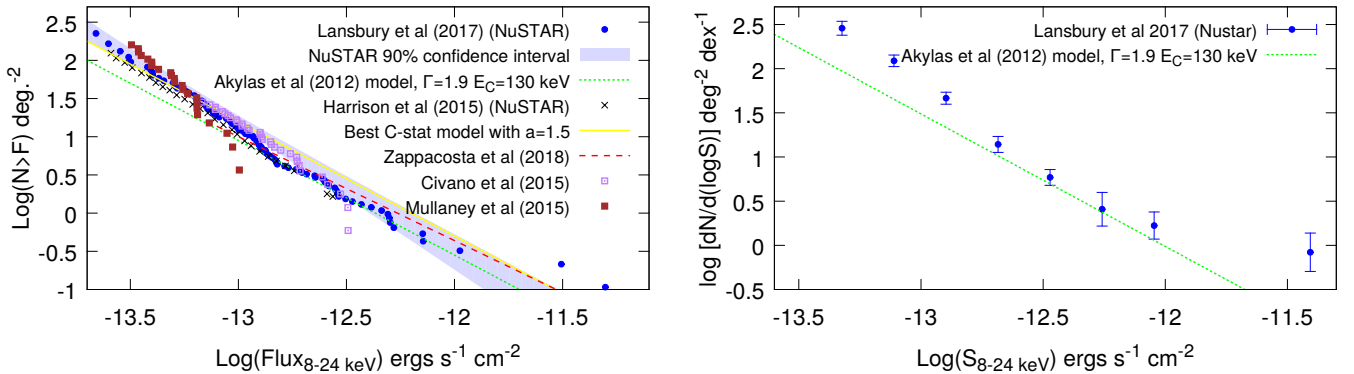 Log(N>F) deg.-2
2.5
2
1.5
1
0.5
0
-0.5
-1
Lansbury et al (2017) (NuSTAR)
NuSTAR 90% confidence interval
Akylas et al (2012) model, Γ=1.9 EC=130 keV
Harrison et al (2015) (NuSTAR)
Best C-stat model with a=1.5
Zappacosta et al (2018)
Civano et al (2015)
Mullaney et al (2015)
-13.5 -13 -12.5 -12 -11.5
Log(Flux8-24 keV) ergs s-1 cm-2
log [dN/d(logS)] deg-2 dex-1
2.5
2
1.5
1
0.5
0
-0.5
Lansbury et al 2017 (Nustar)
Akylas et al (2012) model, Γ=1.9 EC=130 keV
-13.5 -13 -12.5 -12 -11.5
Log(S8-24 keV) ergs s-1 cm-2